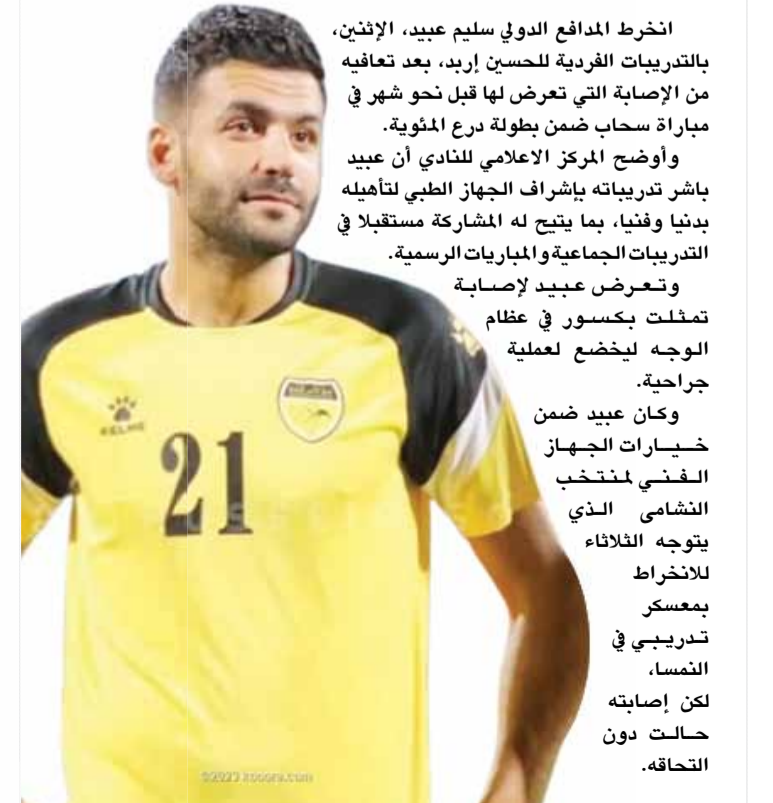 انخرط المدافع الدولي سليم عبيد، الإثنين،
بالتدريبات الفردية للحسين إربد، بعد تعافيه
من الإصابة التي تعرض لها قبل نحو شهر في
مباراة سحاب ضمن بطولة درع المئوية.
وأوضح المركز الاعلامي للنادي أن عبيد
باشر تدريباته بإشراف الجهاز الطبي لتأهيله
بدنيا وفنيا، بما يتيح له المشاركة مستقبلا في
التدريبات الجماعية والمباريات الرسمية.
وتعرض عبيد لإصابة
تمثلت بكسور في عظام
الوجه ليخضع لعملية
جراحية.
وكان عبيد ضمن
خيارات الجهاز
الفني لمنتخب
النشامى الذي
يتوجه الثلاثاء
للانخراط
بمعسكر
تدريبي في
النمسا،
لكن إصابته
حالت دون
التحاقه.
KELME
21
©2023 kooora.com